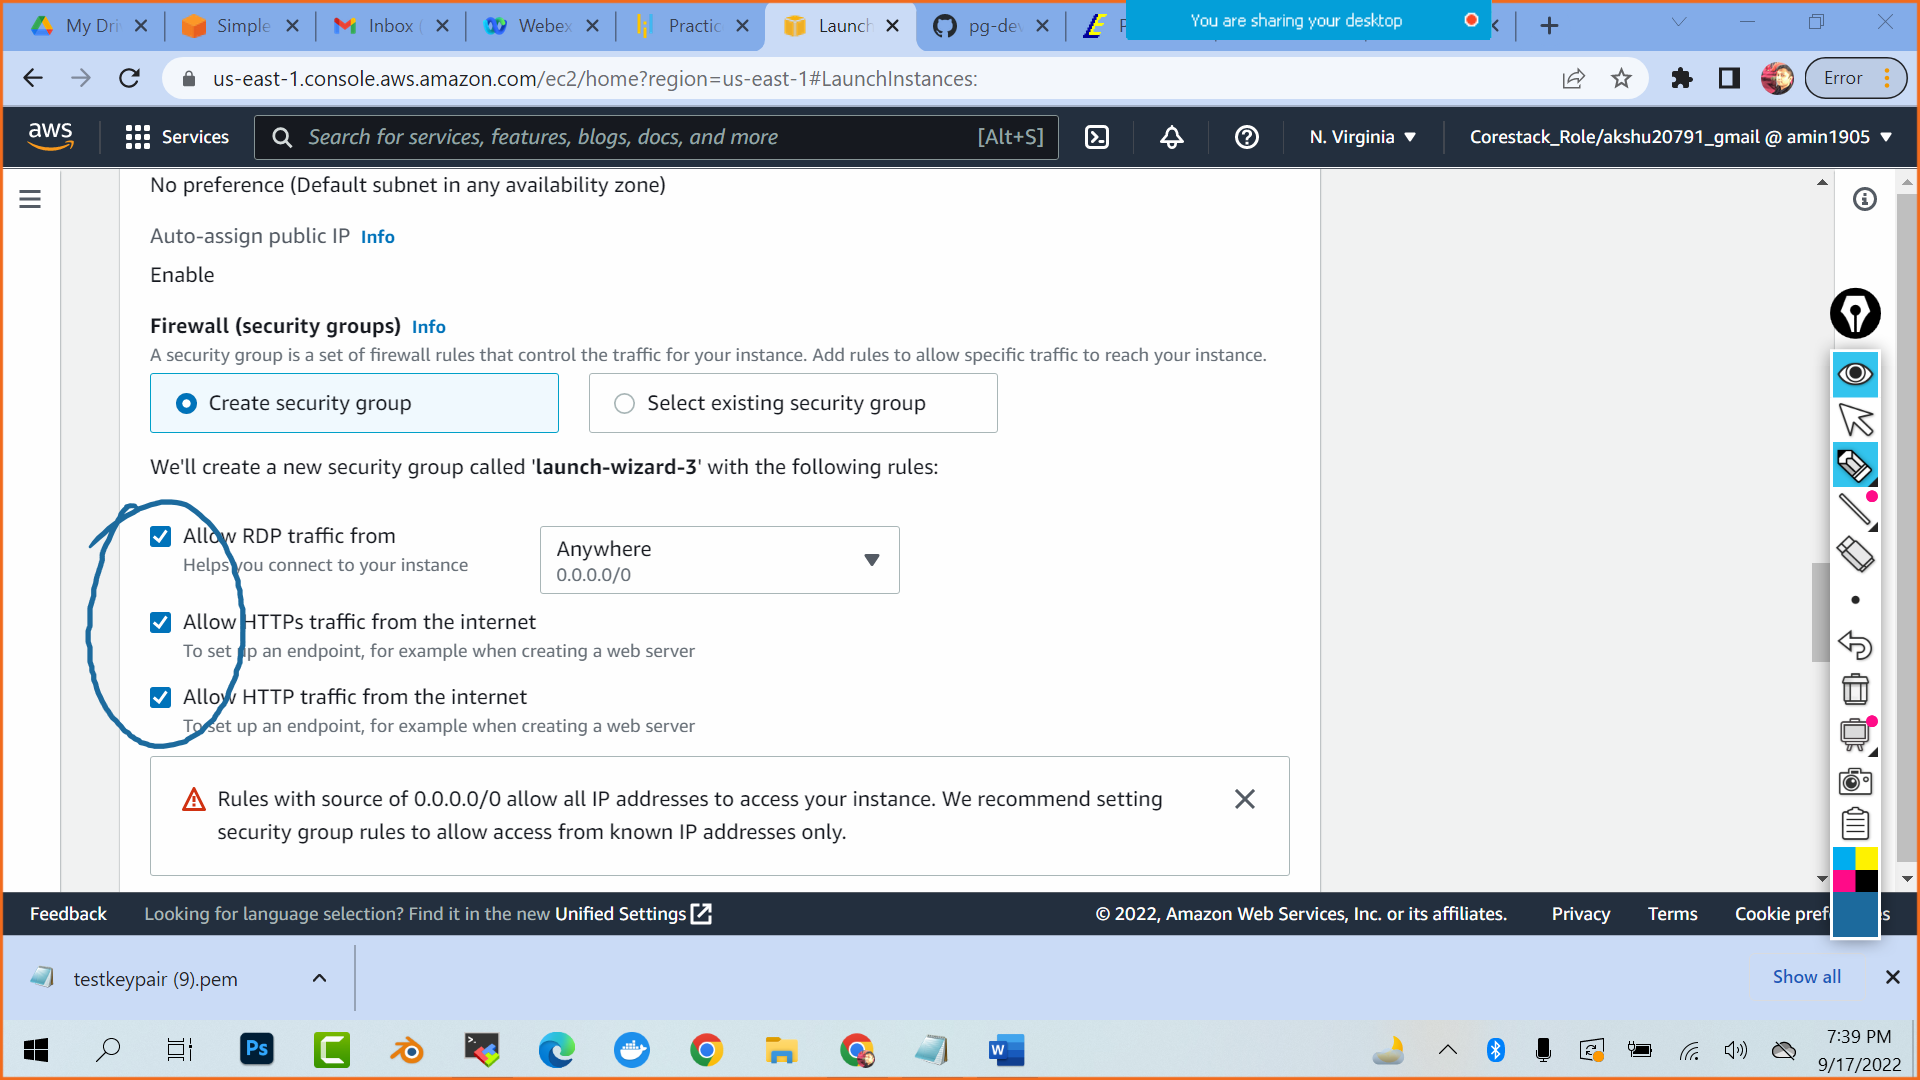 My Dri
Simple
Inbox (
Webex
Practic
Launch
pg-dev
You are sharing your desktop
us-east-1.console.aws.amazon.com/ec2/home?region=us-east-1#LaunchInstances:
Error
aws
Services
Search for services, features, blogs, docs, and more
[Alt+S]
N. Virginia
Corestack_Role/akshu20791_gmail @ amin1905
No preference (Default subnet in any availability zone)
Auto-assign public IP Info
Enable
Firewall (security groups) Info
A security group is a set of firewall rules that control the traffic for your instance. Add rules to allow specific traffic to reach your instance.
Create security group
Select existing security group
We'll create a new security group called 'launch-wizard-3' with the following rules:
Allow RDP traffic from
Helps you connect to your instance
Anywhere
0.0.0.0/0
Allow HTTPs traffic from the internet
To set up an endpoint, for example when creating a web server
Allow HTTP traffic from the internet
To set up an endpoint, for example when creating a web server
Rules with source of 0.0.0.0/0 allow all IP addresses to access your instance. We recommend setting
security group rules to allow access from known IP addresses only.
Feedback
Looking for language selection? Find it in the new Unified Settings
© 2022, Amazon Web Services, Inc. or its affiliates.
Privacy
Terms
Cookie pref
s
testkeypair (9).pem
Show all
Ps
C
W
7:39 PM
9/17/2022